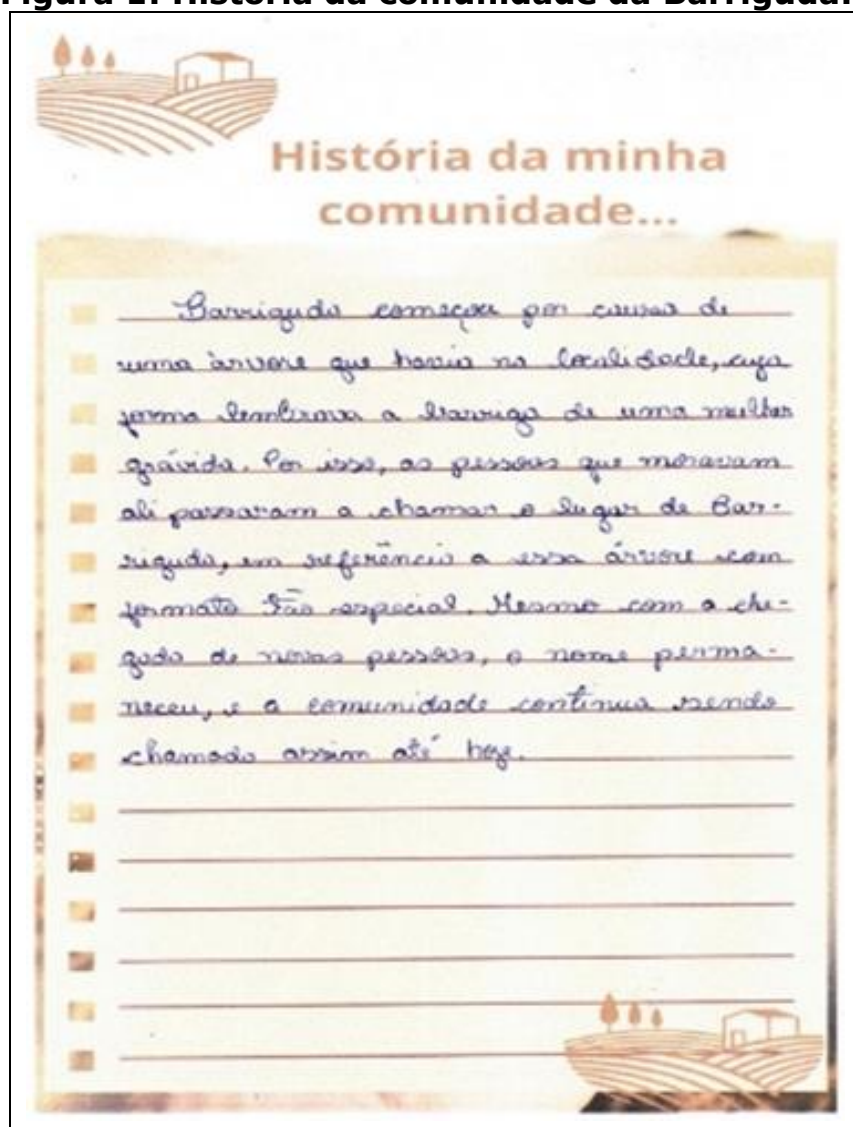 Figura 1: História da comunidade da Barriguda.
História da minha
comunidade...
Barriguda começou por causa de
uma árvore que havia na localidade, cuja
forma lembrava a barriga de uma mulher
grávida. Por isso, as pessoas que moravam
ali passaram a chamar o lugar de Bar-
riguda, em referência a essa árvore com
formato tão especial. Mesmo com a che-
gada de novas pessoas, o nome perma-
neceu, e a comunidade continua sendo
chamada assim até hoje.